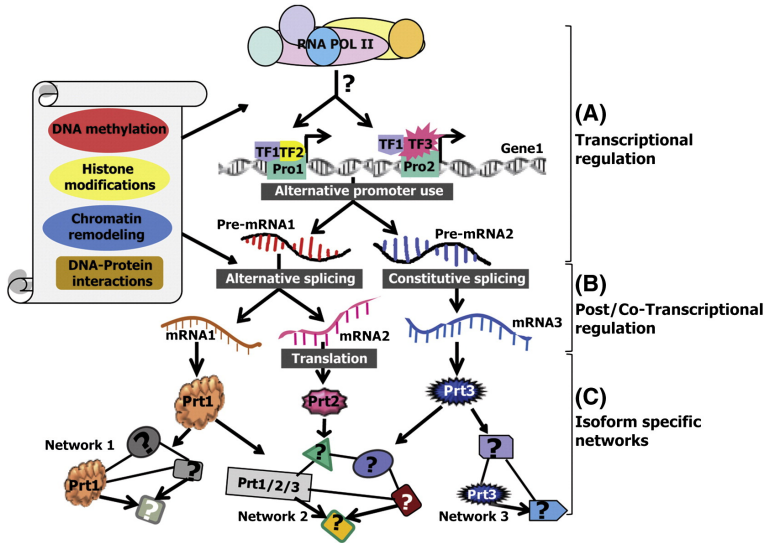 RNA POL II
?
(A)
Transcriptional
regulation
DNA methylation
Histone
modifications
Chromatin
remodeling
DNA-Protein
interactions
TF1 TF2
Pro1
TF1 TF3
Pro2
Gene1
Alternative promoter use
Pre-mRNA1
Pre-mRNA2
Alternative splicing
Constitutive splicing
(B)
Post/Co-Transcriptional
regulation
mRNA1
mRNA2
mRNA3
Translation
(C)
Isoform specific
networks
Prt1
Prt2
Prt3
Network 1
?
?
Prt1
?
?
?
Prt1/2/3
?
Network 2
?
?
Prt3
Network 3
?